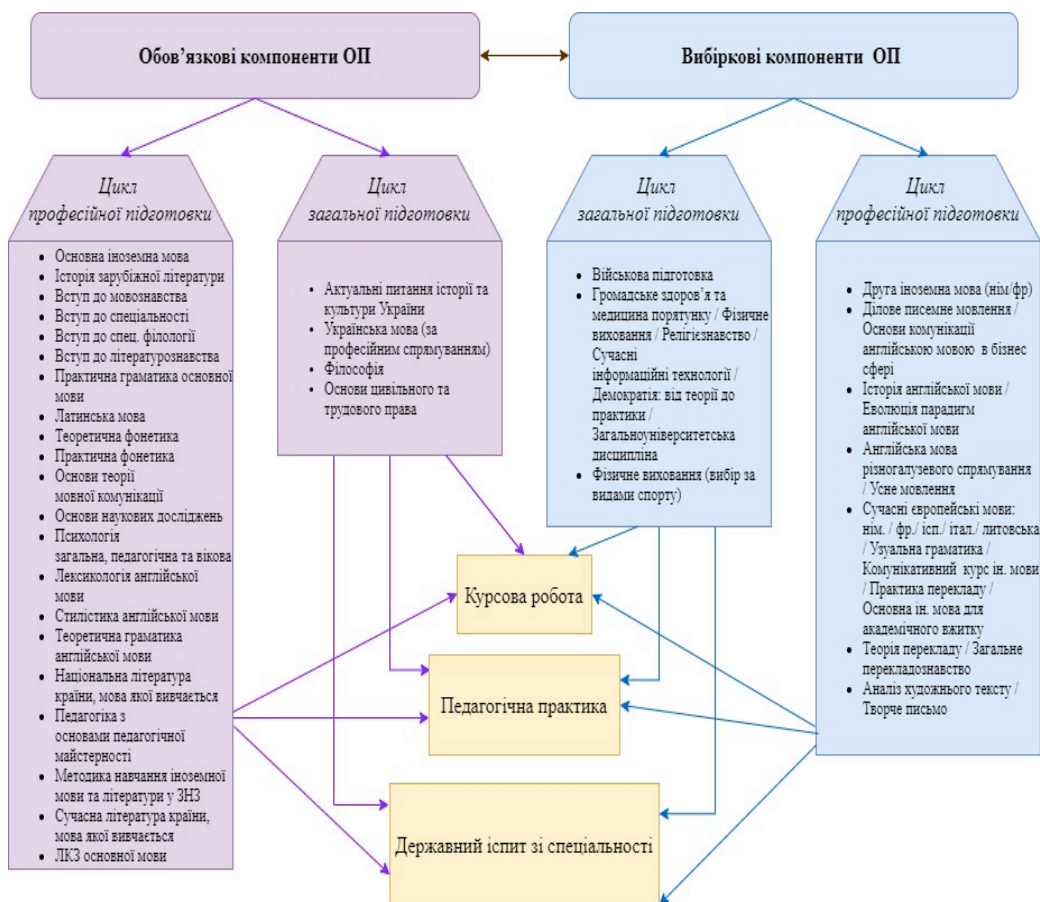 Обов’язкові компоненти ОП
Вибіркові компоненти ОП
Цикл
професійної підготовки
• Основна іноземна мова
• Історія зарубіжної літератури
• Вступ до мовознавства
• Вступ до спеціальності
• Вступ до спец. філології
• Вступ до літературознавства
• Практична граматика основної
мови
• Латинська мова
• Теоретична фонетика
• Практична фонетика
• Основи теорії
мовної комунікації
• Основи наукових досліджень
• Психологія
загальна, педагогічна та вікова
• Лексикологія англійської
мови
• Стилістика англійської мови
• Теоретична граматика
англійської мови
• Національна література
країни, мова якої вивчається
• Педагогіка з
основами педагогічної
майстерності
• Методика навчання іноземної
мови та літератури у ЗНЗ
• Сучасна література країни,
мова якої вивчається
• ЛКЗ основної мови
Цикл
загальної підготовки
• Актуальні питання історії та
культури України
• Українська мова (за
професійним спрямуванням)
• Філософія
• Основи цивільного та
трудового права
Цикл
загальної підготовки
• Військова підготовка
• Громадське здоров’я та
медицина порятунку / Фізичне
виховання / Релігієзнавство /
Сучасні
інформаційні технології /
Демократія: від теорії до
практики /
Загальноуніверситетська
дисципліна
• Фізичне виховання (вибір за
видами спорту)
Цикл
професійної підготовки
• Друга іноземна мова (нім/фр)
• Ділове писемне мовлення /
Основи комунікації
англійською мовою в бізнес
сфері
• Історія англійської мови /
Еволюція парадигм
англійської мови
• Англійська мова
різногалузевого спрямування
/ Усне мовлення
• Сучасні європейські мови:
нім. / фр./ ісп./ італ./ литовська
/ Узуальна граматика /
Комунікативний курс ін. мови
/ Практика перекладу /
Основна ін. мова для
академічного вжитку
• Теорія перекладу / Загальне
перекладознавство
• Аналіз художнього тексту /
Творче письмо
Курсова робота
Педагогічна практика
Державний іспит зі спеціальності